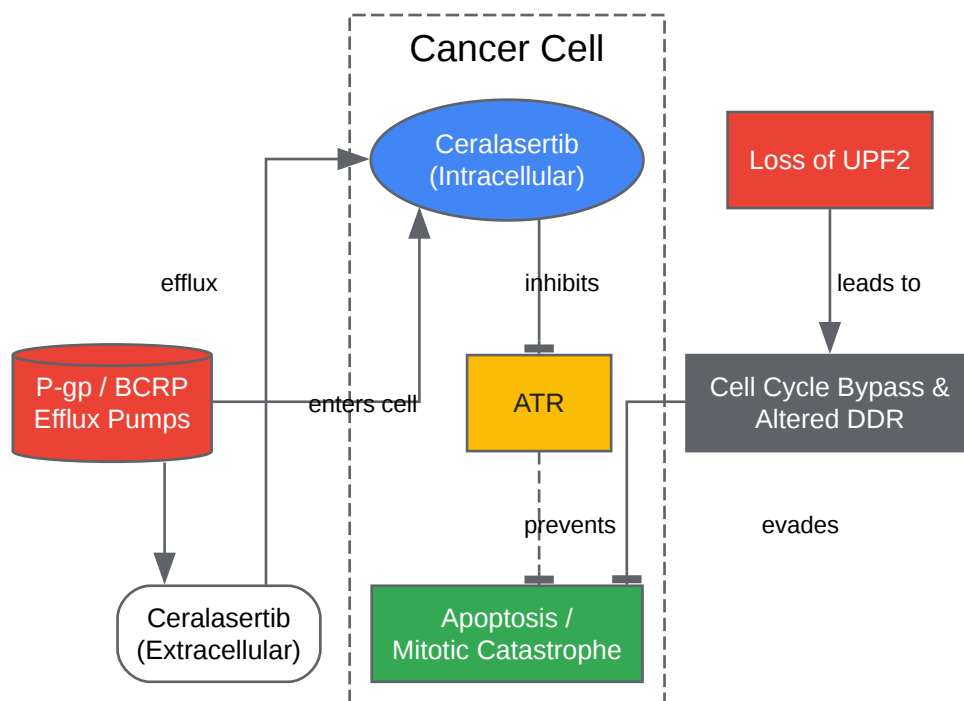 Cancer Cell
Ceralasertib
(Intracellular)
Loss of UPF2
efflux
inhibits
leads to
P-gp / BCRP
Efflux Pumps
enters cell
ATR
Cell Cycle Bypass &
Altered DDR
prevents
evades
Ceralasertib
(Extracellular)
Apoptosis /
Mitotic Catastrophe